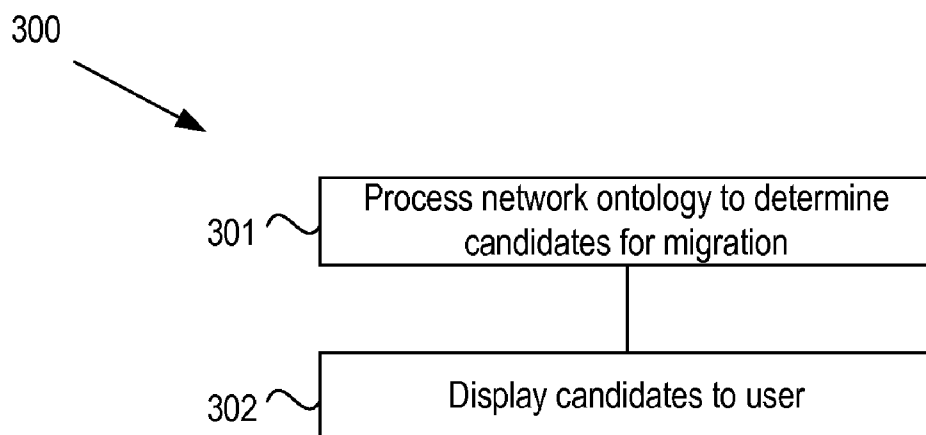 300
301
Process network ontology to determine
candidates for migration
302
Display candidates to user